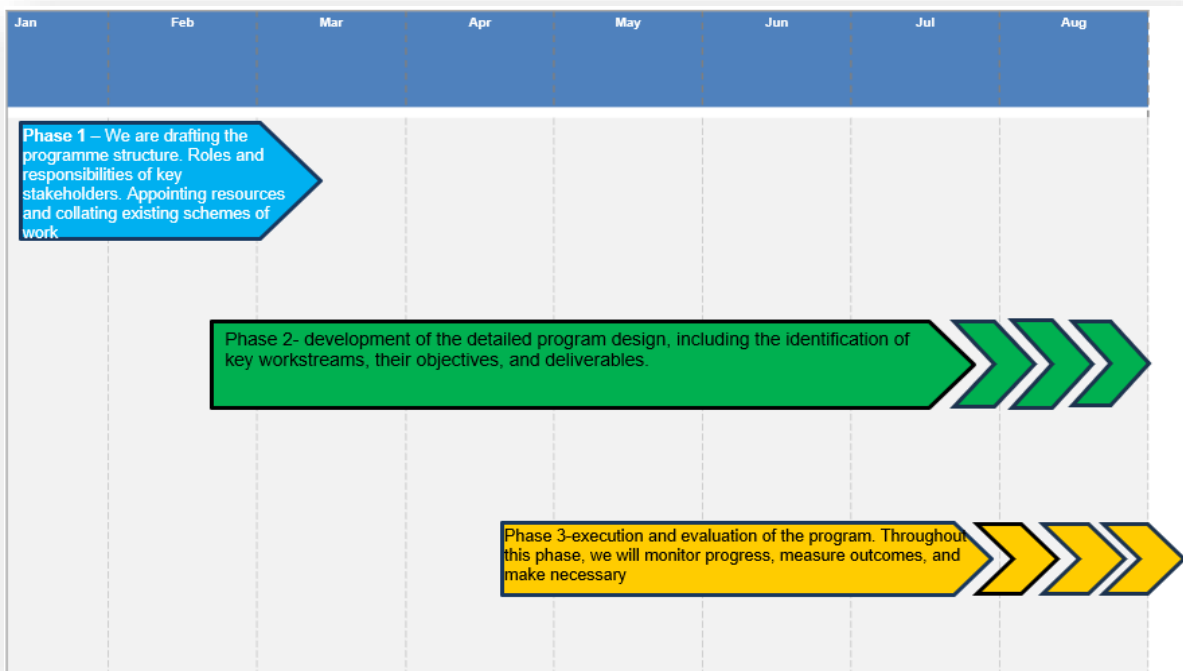 Jan Feb Mar Apr May Jun Jul Aug
Phase 1 – We are drafting the
programme structure. Roles and
responsibilities of key
stakeholders. Appointing resources
and collating existing schemes of
work
Phase 2- development of the detailed program design, including the identification of
key workstreams, their objectives, and deliverables.
Phase 3-execution and evaluation of the program. Throughout
this phase, we will monitor progress, measure outcomes, and
make necessary